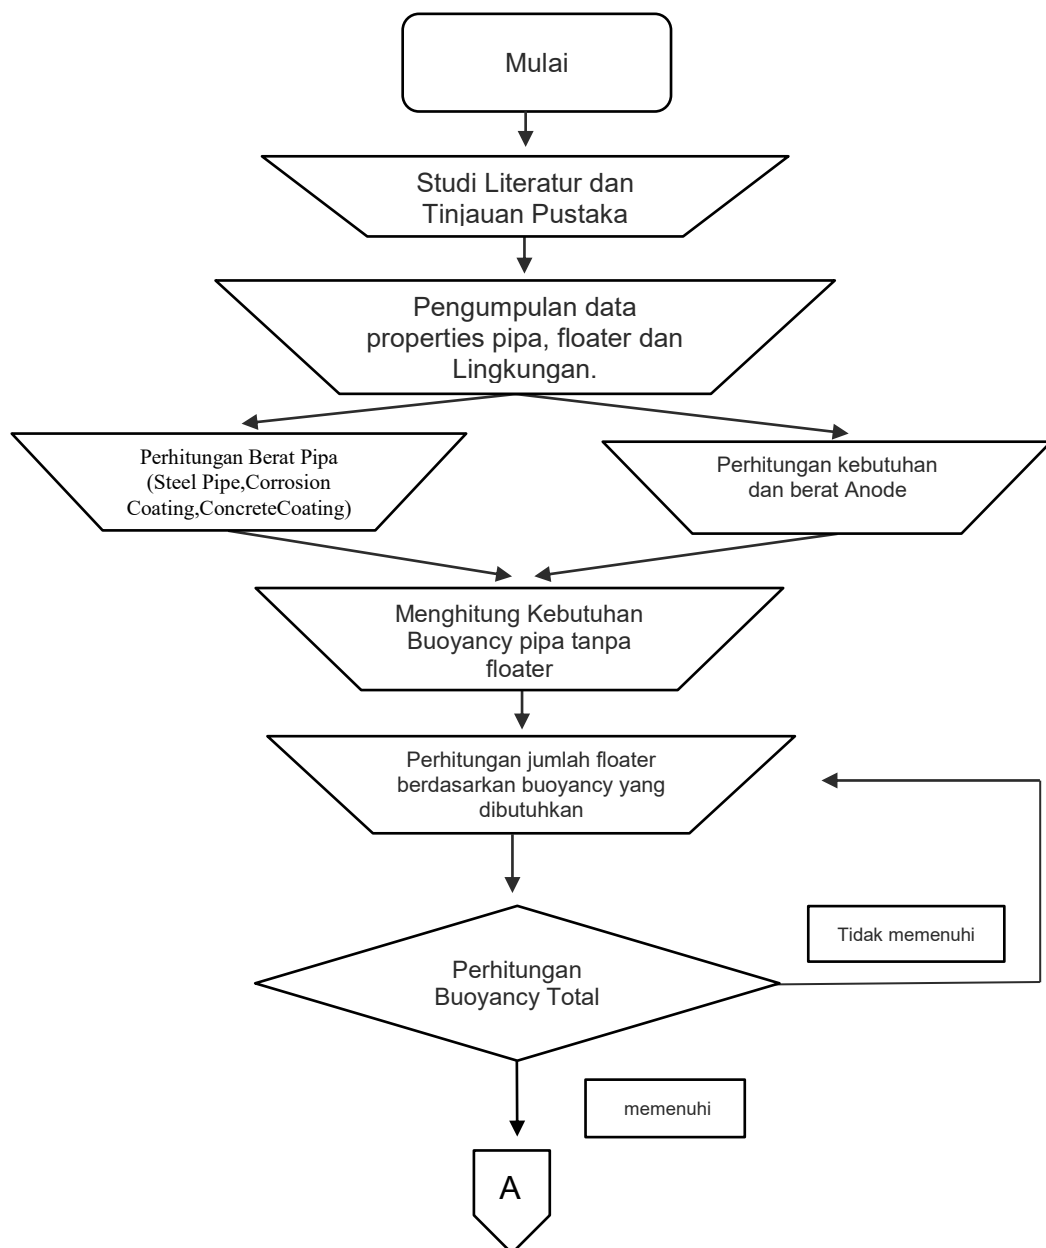 Mulai
Studi Literatur dan
Tinjauan Pustaka
Pengumpulan data
properties pipa, floater dan
Lingkungan.
Perhitungan Berat Pipa
(Steel Pipe,Corrosion
Coating,ConcreteCoating)
Perhitungan kebutuhan
dan berat Anode
Menghitung Kebutuhan
Buoyancy pipa tanpa
floater
Perhitungan jumlah floater
berdasarkan buoyancy yang
dibutuhkan
Tidak memenuhi
Perhitungan
Buoyancy Total
memenuhi
A